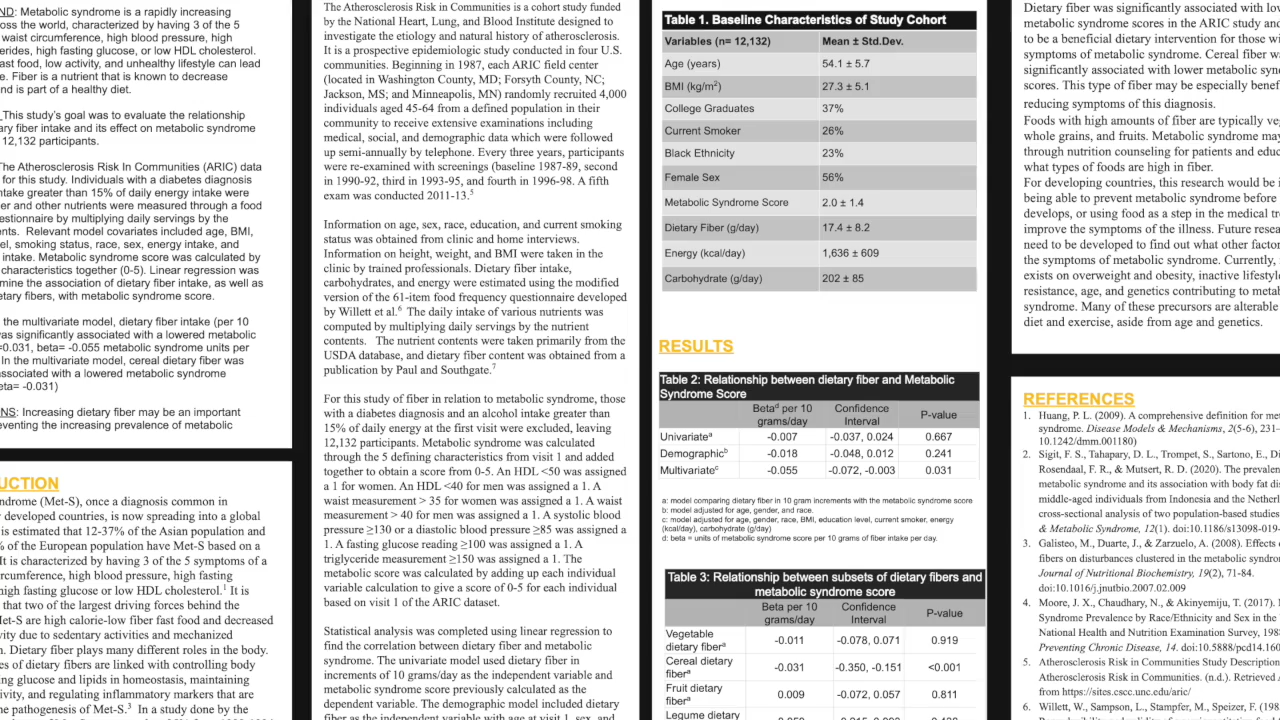 ND: Metabolic syndrome is a rapidly increasing
oss the world, characterized by having 3 of the 5
waist circumference, high blood pressure, high
erides, high fasting glucose, or low HDL cholesterol.
ast food, low activity, and unhealthy lifestyle can lead
e. Fiber is a nutrient that is known to decrease
nd is part of a healthy diet.
This study's goal was to evaluate the relationship
ary fiber intake and its effect on metabolic syndrome
12,132 participants.
The Atherosclerosis Risk In Communities (ARIC) data
for this study. Individuals with a diabetes diagnosis
ntake greater than 15% of daily energy intake were
er and other nutrients were measured through a food
estionnaire by multiplying daily servings by the
ents. Relevant model covariates included age, BMI,
el, smoking status, race, sex, energy intake, and
intake. Metabolic syndrome score was calculated by
characteristics together (0-5). Linear regression was
mine the association of dietary fiber intake, as well as
etary fibers, with metabolic syndrome score.
the multivariate model, dietary fiber intake (per 10
was significantly associated with a lowered metabolic
=0.031, beta= -0.055 metabolic syndrome units per
In the multivariate model, cereal dietary fiber was
associated with a lowered metabolic syndrome
eta= -0.031)
NS: Increasing dietary fiber may be an important
eventing the increasing prevalence of metabolic
UCTION
ndrome (Met-S), once a diagnosis common in
developed countries, is now spreading into a global
is estimated that 12-37% of the Asian population and
% of the European population have Met-S based on a
It is characterized by having 3 of the 5 symptoms of a
rcumference, high blood pressure, high fasting
high fasting glucose or low HDL cholesterol.1 It is
that two of the largest driving forces behind the
Met-S are high calorie-low fiber fast food and decreased
vity due to sedentary activities and mechanized
n. Dietary fiber plays many different roles in the body.
es of dietary fibers are linked with controlling body
ing glucose and lipids in homeostasis, maintaining
tivity, and regulating inflammatory markers that are
he pathogenesis of Met-S.3 In a study done by the
The Atherosclerosis Risk in Communities is a cohort study funded
by the National Heart, Lung, and Blood Institute designed to
investigate the etiology and natural history of atherosclerosis.
It is a prospective epidemiologic study conducted in four U.S.
communities. Beginning in 1987, each ARIC field center
(located in Washington County, MD; Forsyth County, NC;
Jackson, MS; and Minneapolis, MN) randomly recruited 4,000
individuals aged 45-64 from a defined population in their
community to receive extensive examinations including
medical, social, and demographic data which were followed
up semi-annually by telephone. Every three years, participants
were re-examined with screenings (baseline 1987-89, second
in 1990-92, third in 1993-95, and fourth in 1996-98. A fifth
exam was conducted 2011-13.5
Information on age, sex, race, education, and current smoking
status was obtained from clinic and home interviews.
Information on height, weight, and BMI were taken in the
clinic by trained professionals. Dietary fiber intake,
carbohydrates, and energy were estimated using the modified
version of the 61-item food frequency questionnaire developed
by Willett et al.6 The daily intake of various nutrients was
computed by multiplying daily servings by the nutrient
contents. The nutrient contents were taken primarily from the
USDA database, and dietary fiber content was obtained from a
publication by Paul and Southgate.7
For this study of fiber in relation to metabolic syndrome, those
with a diabetes diagnosis and an alcohol intake greater than
15% of daily energy at the first visit were excluded, leaving
12,132 participants. Metabolic syndrome was calculated
through the 5 defining characteristics from visit 1 and added
together to obtain a score from 0-5. An HDL <50 was assigned
a 1 for women. An HDL <40 for men was assigned a 1. A
waist measurement > 35 for women was assigned a 1. A waist
measurement > 40 for men was assigned a 1. A systolic blood
pressure ≥130 or a diastolic blood pressure ≥85 was assigned a
1. A fasting glucose reading ≥100 was assigned a 1. A
triglyceride measurement ≥150 was assigned a 1. The
metabolic score was calculated by adding up each individual
variable calculation to give a score of 0-5 for each individual
based on visit 1 of the ARIC dataset.
Statistical analysis was completed using linear regression to
find the correlation between dietary fiber and metabolic
syndrome. The univariate model used dietary fiber in
increments of 10 grams/day as the independent variable and
metabolic syndrome score previously calculated as the
dependent variable. The demographic model included dietary
fiber as the independent variable with age at visit 1, sex, and
Table 1. Baseline Characteristics of Study Cohort
Variables (n= 12,132) Mean ± Std.Dev.
Age (years) 54.1 ± 5.7
BMI (kg/m2) 27.3 ± 5.1
College Graduates 37%
Current Smoker 26%
Black Ethnicity 23%
Female Sex 56%
Metabolic Syndrome Score 2.0 ± 1.4
Dietary Fiber (g/day) 17.4 ± 8.2
Energy (kcal/day) 1,636 ± 609
Carbohydrate (g/day) 202 ± 85
RESULTS
Table 2: Relationship between dietary fiber and Metabolic
Syndrome Score
Betad per 10 grams/day Confidence Interval P-value
Univariatea -0.007 -0.037, 0.024 0.667
Demographicb -0.018 -0.048, 0.012 0.241
Multivariatec -0.055 -0.072, -0.003 0.031
a: model comparing dietary fiber in 10 gram increments with the metabolic syndrome score
b: model adjusted for age, gender, and race.
c: model adjusted for age, gender, race, BMI, education level, current smoker, energy
(kcal/day), carbohydrate (g/day)
d: beta = units of metabolic syndrome score per 10 grams of fiber intake per day.
Table 3: Relationship between subsets of dietary fibers and
metabolic syndrome score
Beta per 10 grams/day Confidence Interval P-value
Vegetable dietary fibera -0.011 -0.078, 0.071 0.919
Cereal dietary fibera -0.031 -0.350, -0.151 <0.001
Fruit dietary fibera 0.009 -0.072, 0.057 0.811
Legume dietary
Dietary fiber was significantly associated with lo
metabolic syndrome scores in the ARIC study an
to be a beneficial dietary intervention for those wi
symptoms of metabolic syndrome. Cereal fiber w
significantly associated with lower metabolic syn
scores. This type of fiber may be especially benef
reducing symptoms of this diagnosis.
Foods with high amounts of fiber are typically veg
whole grains, and fruits. Metabolic syndrome may
through nutrition counseling for patients and educ
what types of foods are high in fiber.
For developing countries, this research would be i
being able to prevent metabolic syndrome before
develops, or using food as a step in the medical tr
improve the symptoms of the illness. Future resea
need to be developed to find out what other factor
the symptoms of metabolic syndrome. Currently,
exists on overweight and obesity, inactive lifestyle
resistance, age, and genetics contributing to metab
syndrome. Many of these precursors are alterable
diet and exercise, aside from age and genetics.
REFERENCES
1. Huang, P. L. (2009). A comprehensive definition for met
syndrome. Disease Models & Mechanisms, 2(5-6), 231–
10.1242/dmm.001180)
2. Sigit, F. S., Tahapary, D. L., Trompet, S., Sartono, E., Di
Rosendaal, F. R., & Mutsert, R. D. (2020). The prevalen
metabolic syndrome and its association with body fat dis
middle-aged individuals from Indonesia and the Netherl
cross-sectional analysis of two population-based studies
& Metabolic Syndrome, 12(1). doi:10.1186/s13098-019-
3. Galisteo, M., Duarte, J., & Zarzuelo, A. (2008). Effects o
fibers on disturbances clustered in the metabolic syndrom
Journal of Nutritional Biochemistry, 19(2), 71-84.
doi:10.1016/j.jnutbio.2007.02.009
4. Moore, J. X., Chaudhary, N., & Akinyemiju, T. (2017). M
Syndrome Prevalence by Race/Ethnicity and Sex in the
National Health and Nutrition Examination Survey, 198
Preventing Chronic Disease, 14. doi:10.5888/pcd14.160
5. Atherosclerosis Risk in Communities Study Description
Atherosclerosis Risk in Communities. (n.d.). Retrieved A
from https://sites.cscc.unc.edu/aric/
6. Willett, W., Sampson, L., Stampfer, M., Speizer, F. (198